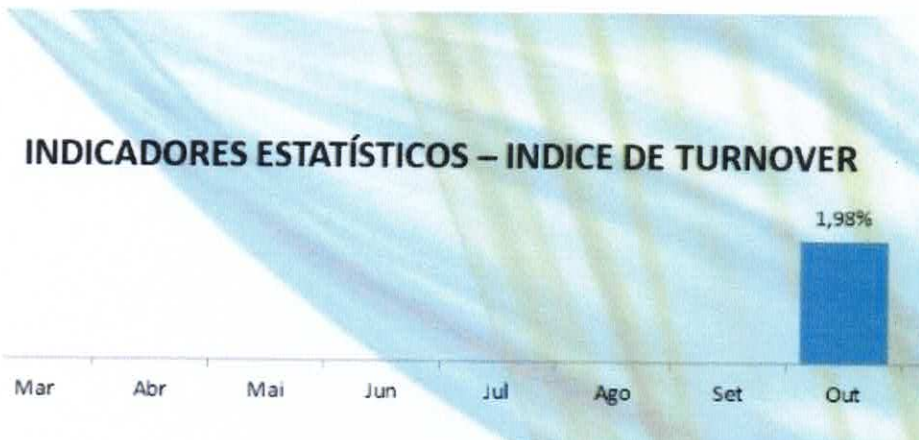 INDICADORES ESTATÍSTICOS – INDICE DE TURNOVER
1,98%
Mar Abr Mai Jun Jul Ago Set Out